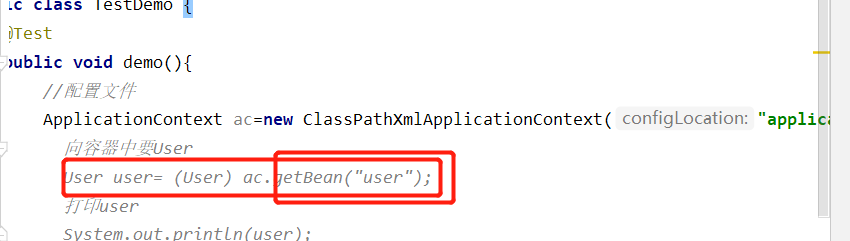 ic class TestDemo {
@Test
public void demo(){
//配置文件
ApplicationContext ac=new ClassPathXmlApplicationContext( configLocation: "applica
向容器中要User
User user= (User) ac.getBean("user");
打印user
System.out.println(user);